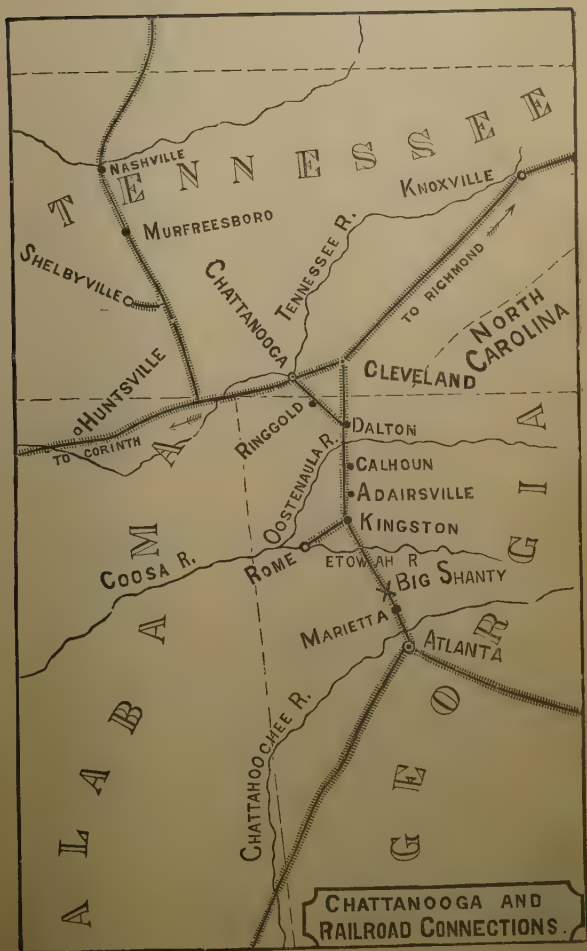 TENNESSEE
NASHVILLE
KNOXVILLE
MURFREESBORO
SHELBYVILLE
CHATTANOOGA
TENNESSEE R.
TO RICHMOND
NORTH
CAROLINA
CLEVELAND
HUNTSVILLE
TO CORINTH
RINGGOLD
DALTON
OOSTENAULA R.
CALHOUN
ADAIRSVILLE
KINGSTON
COOSA R.
ROME
ETOWAH R
BIG SHANTY
MARIETTA
ATLANTA
CHATTAHOOCHEE R.
ALABAMA
GEORGIA
CHATTANOOGA AND
RAILROAD CONNECTIONS.